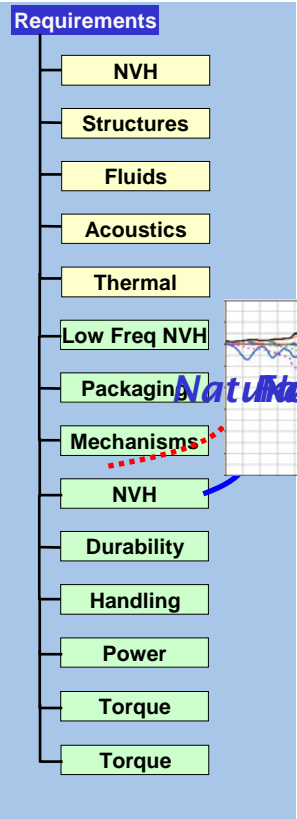 Requirements
NVH
Structures
Fluids
Acoustics
Thermal
Low Freq NVH
Packaging
Mechanisms
NVH
Durability
Handling
Power
Torque
Torque